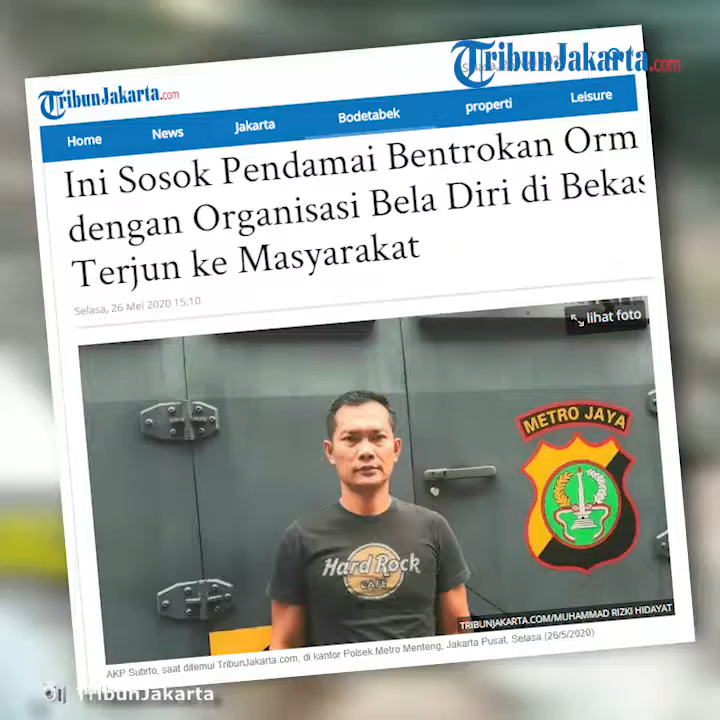 TribunJakarta.com
TribunJakarta.com
Home News Jakarta Bodetabek properti Leisure
Ini Sosok Pendamai Bentrokan Orm
dengan Organisasi Bela Diri di Bekas
Terjun ke Masyarakat
Selasa, 26 Mei 2020 15:10
lihat foto
METRO JAYA
Hard Rock
CAFE
TRIBUNJAKARTA.COM/MUHAMMAD RIZKI HIDAYAT
AKP Sutirto, saat ditemui TribunJakarta.com, di kantor Polsek Metro Menteng, Jakarta Pusat, Selasa (26/5/2020)
TribunJakarta